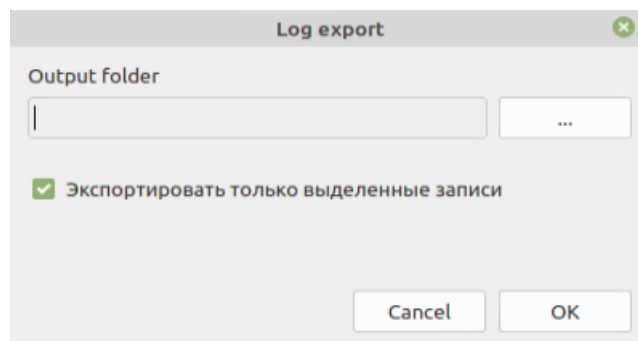 Log export
Output folder
...
Экспортировать только выделенные записи
Cancel OK